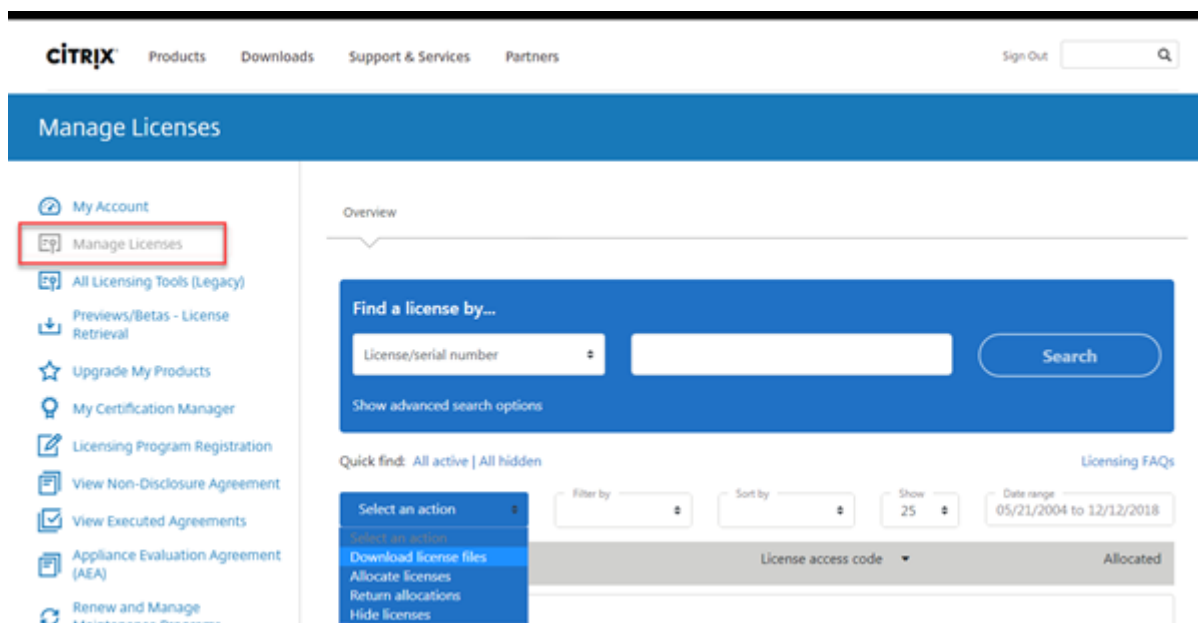 CİTRIX Products Downloads Support & Services Partners Sign Out
Manage Licenses
My Account
Manage Licenses
All Licensing Tools (Legacy)
Previews/Betas - License
Retrieval
Upgrade My Products
My Certification Manager
Licensing Program Registration
View Non-Disclosure Agreement
View Executed Agreements
Appliance Evaluation Agreement
(AEA)
Renew and Manage
Maintenance Programs
Overview
Find a license by...
License/serial number
Search
Show advanced search options
Quick find: All active | All hidden Licensing FAQs
Select an action
Filter by
Sort by
Show
25
Date range
05/21/2004 to 12/12/2018
Select an action
Download license files
Allocate licenses
Return allocations
Hide licenses
License access code
Allocated